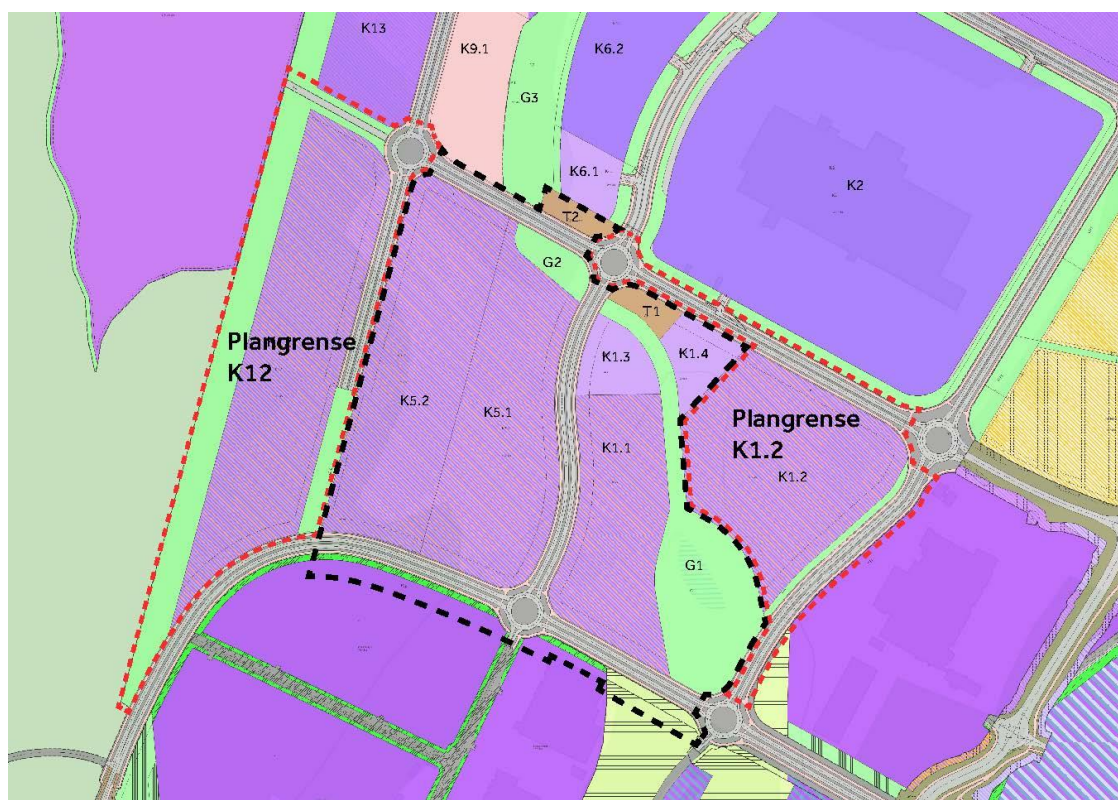 K13
K9.1
K6.2
G3
K6.1
K2
T2
G2
T1
K1.3
K1.4
Plangrense
K12
K5.2
K5.1
Plangrense
K1.2
K1.1
K1.2
G1